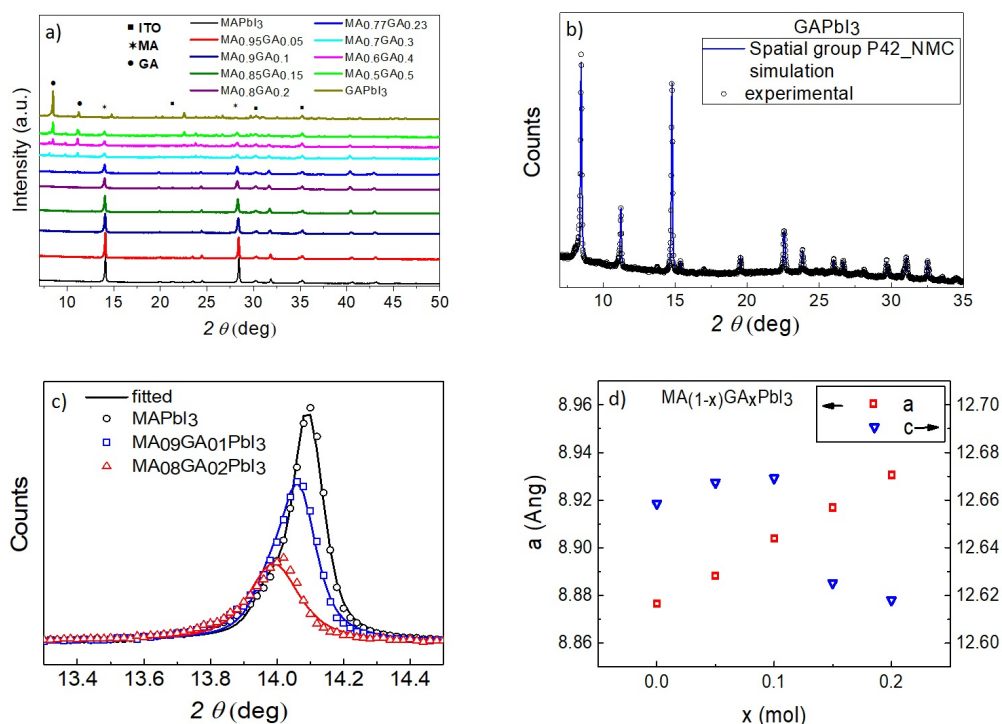 a)
■ ITO
✶ MA
● GA
MAPbI3
MA0.95GA0.05
MA0.9GA0.1
MA0.85GA0.15
MA0.8GA0.2
MA0.77GA0.23
MA0.7GA0.3
MA0.6GA0.4
MA0.5GA0.5
GAPbI3
Intensity (a.u.)
10 15 20 25 30 35 40 45 50
2 θ (deg)
b)
GAPbI3
Spatial group P42_NMC
simulation
experimental
Counts
10 15 20 25 30 35
2 θ (deg)
c)
fitted
MAPbI3
MA09GA01PbI3
MA08GA02PbI3
Counts
13.4 13.6 13.8 14.0 14.2 14.4
2 θ (deg)
d)
MA(1-x)GAxPbI3
a
c
8.96
8.94
8.92
8.90
8.88
8.86
a (Ang)
12.70
12.68
12.66
12.64
12.62
12.60
0.0 0.1 0.2
x (mol)